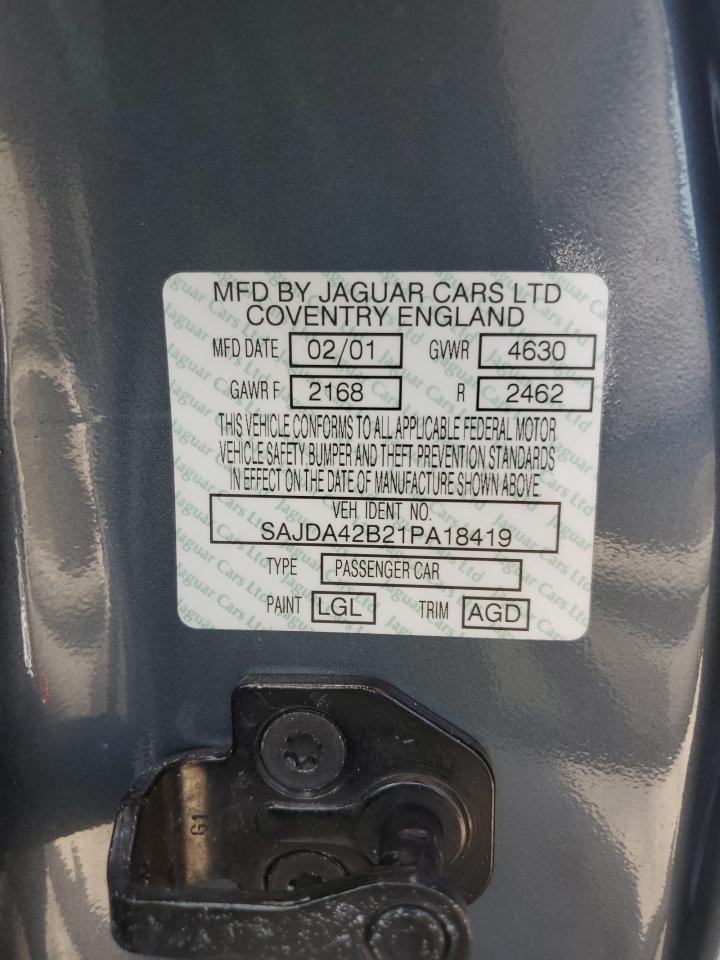 MFD BY JAGUAR CARS LTD
COVENTRY ENGLAND
MFD DATE 02/01 GVWR 4630
GAWR F 2168 R 2462
THIS VEHICLE CONFORMS TO ALL APPLICABLE FEDERAL MOTOR
VEHICLE SAFETY BUMPER AND THEFT PREVENTION STANDARDS
IN EFFECT ON THE DATE OF MANUFACTURE SHOWN ABOVE.
VEH IDENT NO.
SAJDA42B21PA18419
TYPE PASSENGER CAR
PAINT LGL TRIM AGD
G1